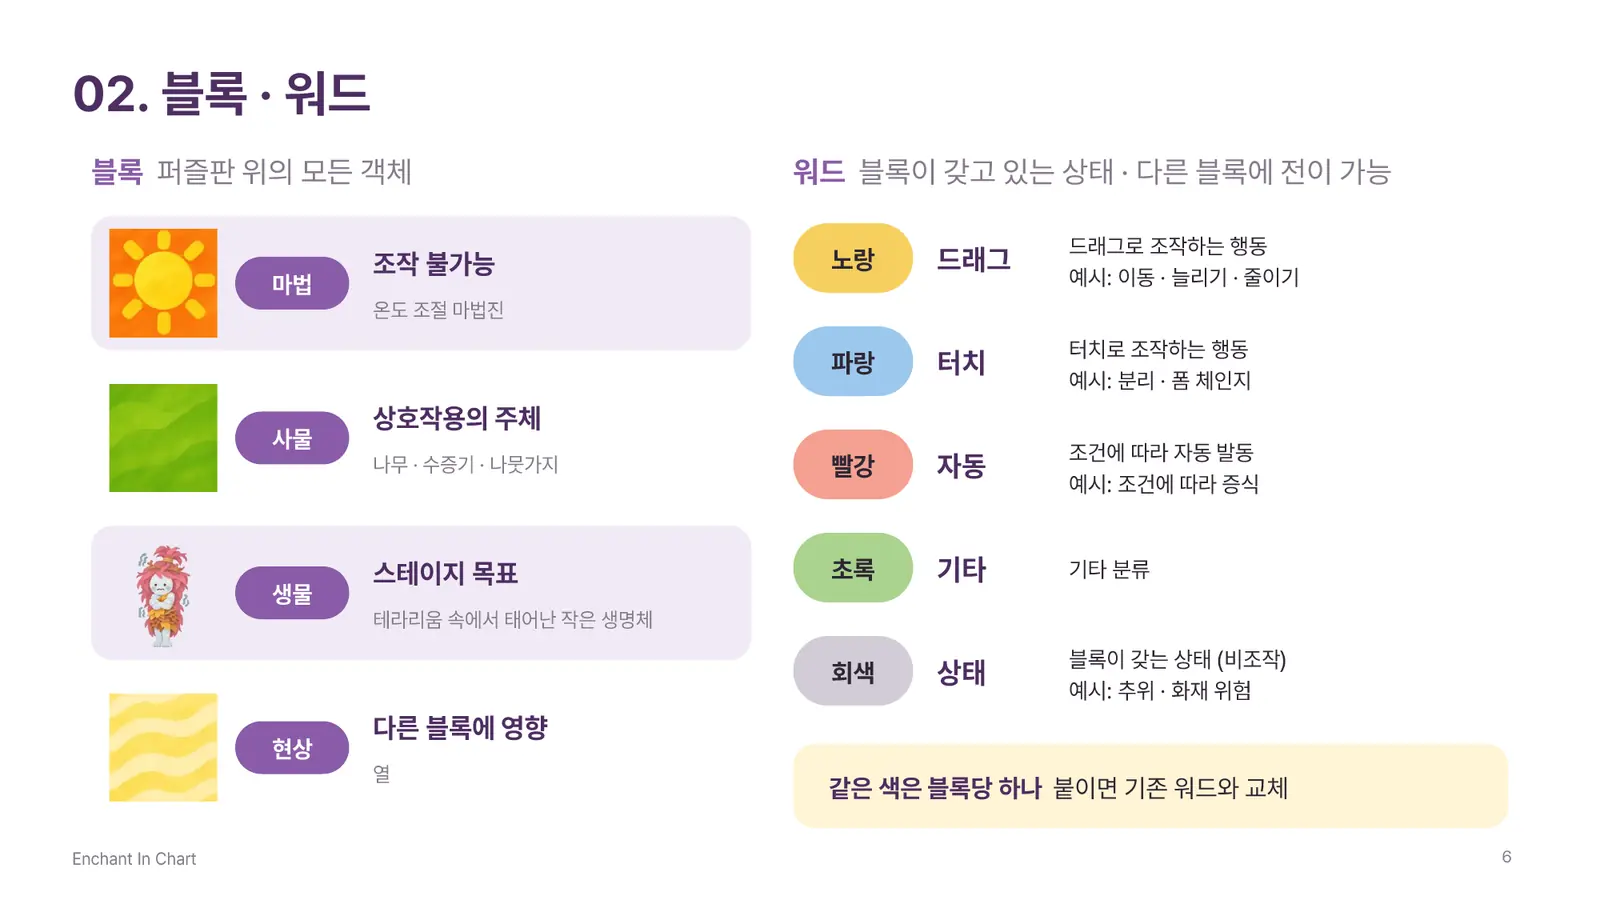 02. 블록 · 워드
블록 퍼즐판 위의 모든 객체
마법
조작 불가능
온도 조절 마법진
사물
상호작용의 주체
나무 · 수증기 · 나뭇가지
생물
스테이지 목표
테라리움 속에서 태어난 작은 생명체
현상
다른 블록에 영향
열
워드 블록이 갖고 있는 상태 · 다른 블록에 전이 가능
노랑
드래그
드래그로 조작하는 행동
예시: 이동 · 늘리기 · 줄이기
파랑
터치
터치로 조작하는 행동
예시: 분리 · 폼 체인지
빨강
자동
조건에 따라 자동 발동
예시: 조건에 따라 증식
초록
기타
기타 분류
회색
상태
블록이 갖는 상태 (비조작)
예시: 추위 · 화재 위험
같은 색은 블록당 하나 붙이면 기존 워드와 교체
Enchant In Chart
6